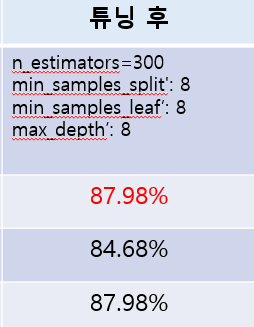 튜닝 후
n_estimators=300
min_samples_split': 8
min_samples_leaf’: 8
max_depth’: 8
87.98%
84.68%
87.98%